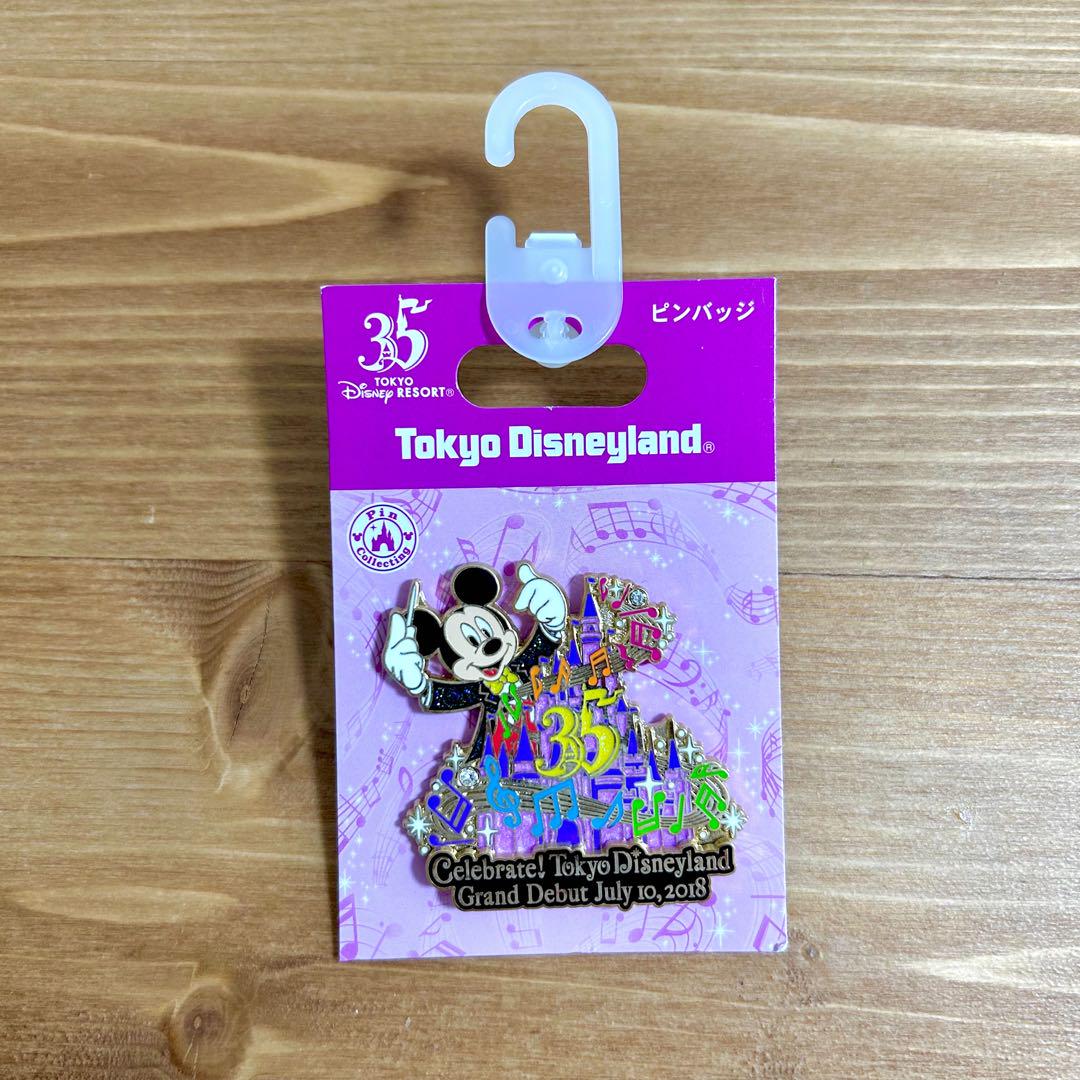 35
TOKYO
Disney RESORT®
ピンバッジ
Tokyo Disneyland®
Pin
Collecting
35
Celebrate! Tokyo Disneyland
Grand Debut July 10, 2018